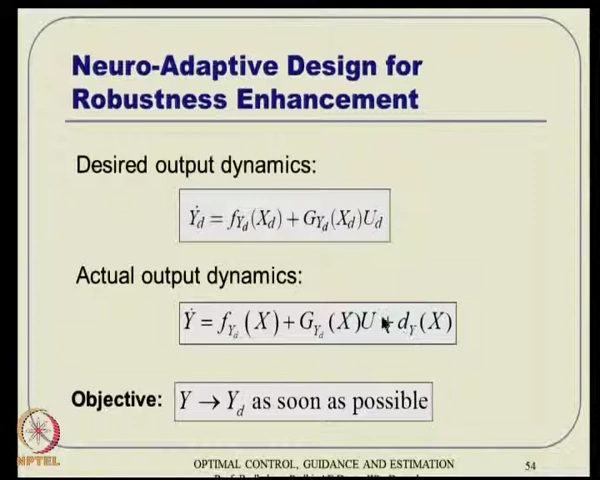 Neuro-Adaptive Design for
Robustness Enhancement
Desired output dynamics:
Ẏ_d = f_{Y_d}(X_d) + G_{Y_d}(X_d)U_d
Actual output dynamics:
Ẏ = f_{Y_d}(X) + G_{Y_d}(X)U + d_Y(X)
Objective: Y → Y_d as soon as possible
NPTEL
OPTIMAL CONTROL, GUIDANCE AND ESTIMATION
54